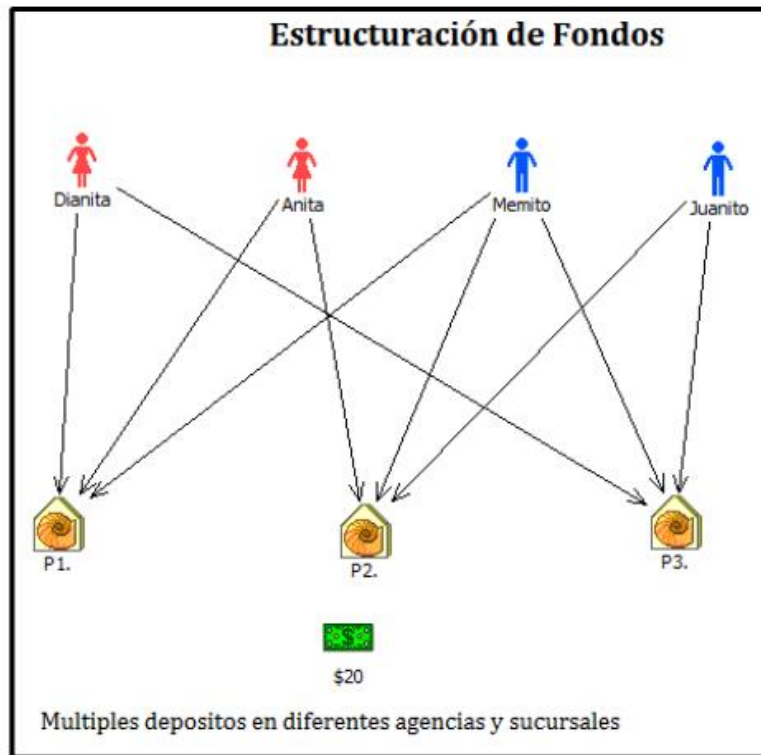 Estructuración de Fondos
Dianita
Anita
Memito
Juanito
P1.
P2.
P3.
$
$20
Multiples depositos en diferentes agencias y sucursales